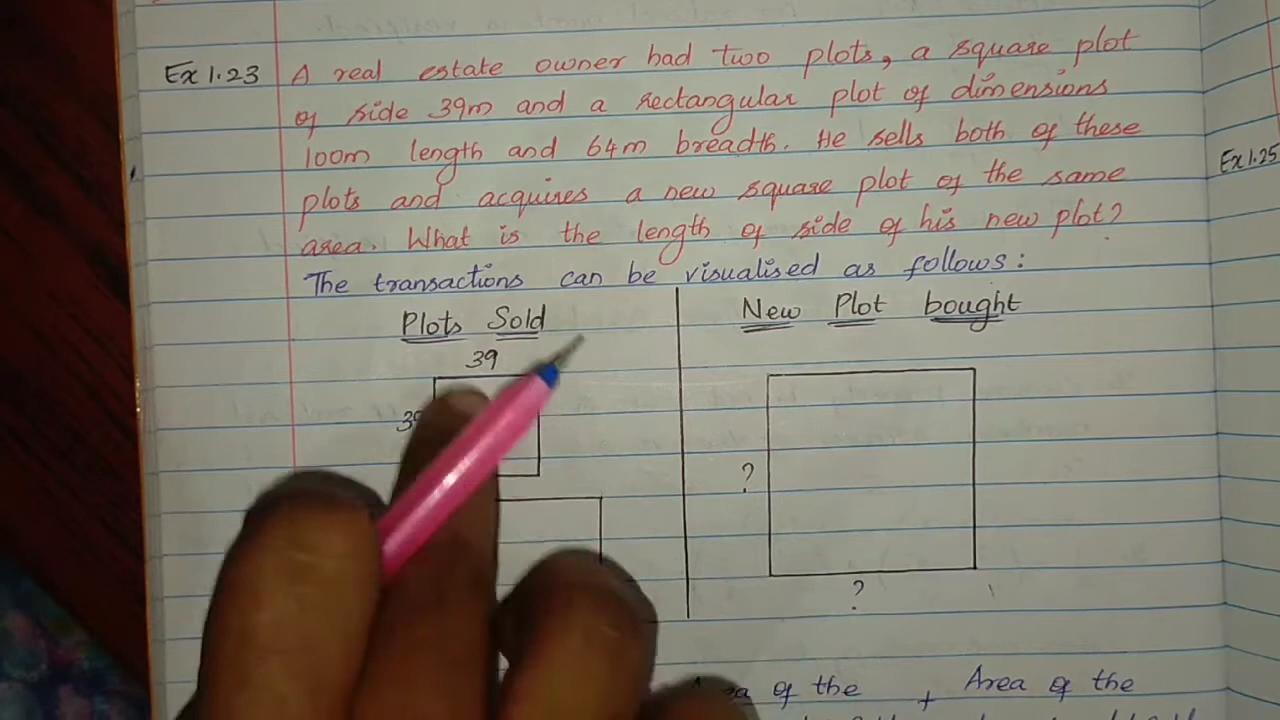 Ex 1.23 A real estate owner had two plots, a square plot
of side 39m and a rectangular plot of dimensions
100m length and 64m breadth. He sells both of these
Ex 1.25
plots and acquires a new square plot of the same
area. What is the length of side of his new plot?
The transactions can be visualised as follows:
Plots Sold
New Plot bought
39
?
?
of the + Area of the